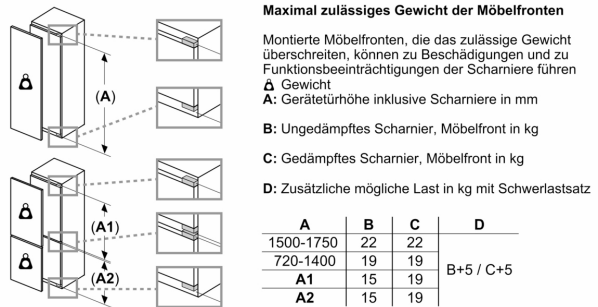 Maximal zulässiges Gewicht der Möbelfronten
Montierte Möbelfronten, die das zulässige Gewicht
überschreiten, können zu Beschädigungen und zu
Funktionsbeeinträchtigungen der Scharniere führen
Gewicht
A: Gerätetürhöhe inklusive Scharniere in mm
B: Ungedämpftes Scharnier, Möbelfront in kg
C: Gedämpftes Scharnier, Möbelfront in kg
D: Zusätzliche mögliche Last in kg mit Schwerlastsatz
A B C D
1500-1750 22 22
720-1400 19 19
B+5 / C+5
A1 15 19
A2 15 19
(A)
(A1)
(A2)